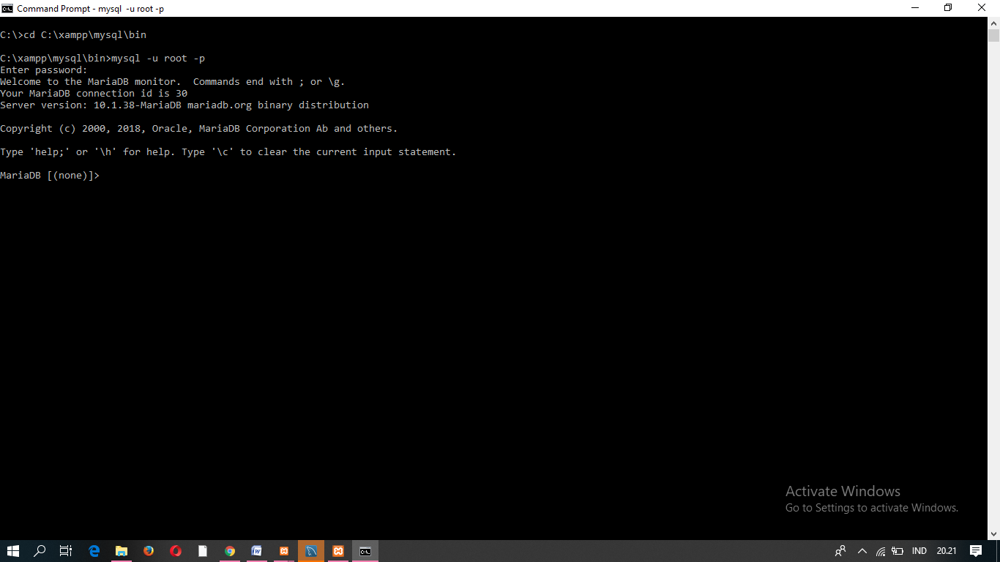 Command Prompt - mysql -u root -p
C:\>cd C:\xampp\mysql\bin
C:\xampp\mysql\bin>mysql -u root -p
Enter password:
Welcome to the MariaDB monitor.  Commands end with ; or \g.
Your MariaDB connection id is 30
Server version: 10.1.38-MariaDB mariadb.org binary distribution
Copyright (c) 2000, 2018, Oracle, MariaDB Corporation Ab and others.
Type 'help;' or '\h' for help. Type '\c' to clear the current input statement.
MariaDB [(none)]>
Activate Windows
Go to Settings to activate Windows.
IND 20.21